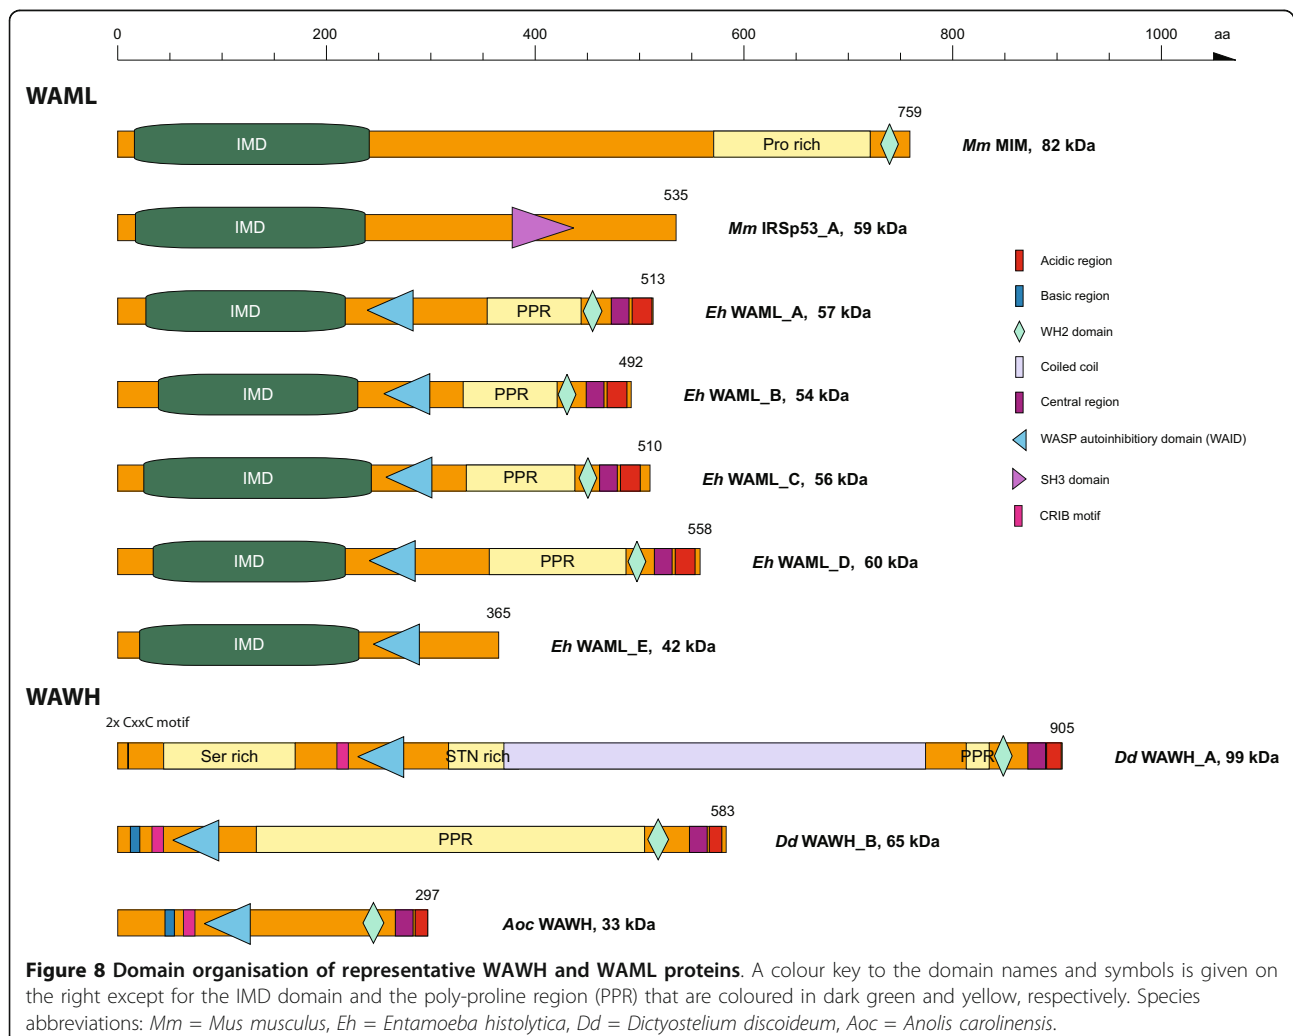 0 200 400 600 800 1000 aa
WAML
759
IMD Pro rich Mm MIM, 82 kDa
535
IMD Mm IRSp53_A, 59 kDa
513
IMD PPR Eh WAML_A, 57 kDa
492
IMD PPR Eh WAML_B, 54 kDa
510
IMD PPR Eh WAML_C, 56 kDa
558
IMD PPR Eh WAML_D, 60 kDa
365
IMD Eh WAML_E, 42 kDa
Acidic region
Basic region
WH2 domain
Coiled coil
Central region
WASP autoinhibitiory domain (WAID)
SH3 domain
CRIB motif
WAWH
2x CxxC motif 905
Ser rich STN rich PPR Dd WAWH_A, 99 kDa
583
PPR Dd WAWH_B, 65 kDa
297
Aoc WAWH, 33 kDa
Figure 8 Domain organisation of representative WAWH and WAML proteins. A colour key to the domain names and symbols is given on
the right except for the IMD domain and the poly-proline region (PPR) that are coloured in dark green and yellow, respectively. Species
abbreviations: Mm = Mus musculus, Eh = Entamoeba histolytica, Dd = Dictyostelium discoideum, Aoc = Anolis carolinensis.